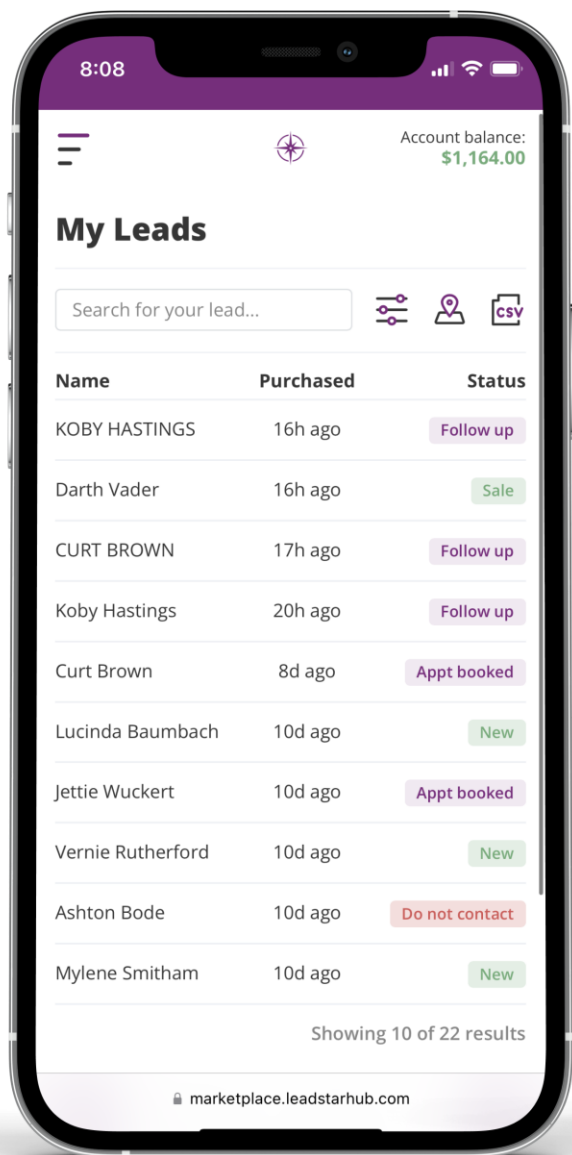 8:08
Account balance:
$1,164.00
My Leads
Search for your lead...
CSV
Name Purchased Status
KOBY HASTINGS 16h ago Follow up
Darth Vader 16h ago Sale
CURT BROWN 17h ago Follow up
Koby Hastings 20h ago Follow up
Curt Brown 8d ago Appt booked
Lucinda Baumbach 10d ago New
Jettie Wuckert 10d ago Appt booked
Vernie Rutherford 10d ago New
Ashton Bode 10d ago Do not contact
Mylene Smitham 10d ago New
Showing 10 of 22 results
marketplace.leadstarhub.com